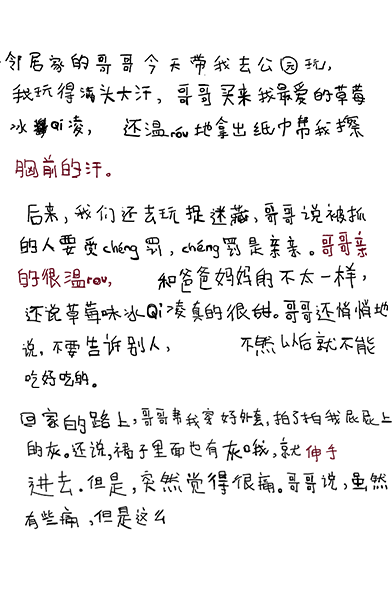 邻居家的哥哥今天带我去公园玩,
我玩得满头大汗, 哥哥买来我最爱的草莓
冰Qi凌, 还温róu地拿出纸巾帮我擦
胸前的汗。
后来,我们还去玩捉迷藏,哥哥说被抓
的人要受chéng罚,chéng罚是亲亲。哥哥亲
的很温rou, 和爸爸妈妈的不太一样,
还说草莓味冰Qi凌真的很甜。哥哥还悄悄地
说,不要告诉别人, 不然以后就不能
吃好吃的。
回家的路上,哥哥帮我穿好外套,拍了拍我屁屁上
的灰。还说,裙子里面也有灰哦,就伸手
进去.但是,突然觉得很痛。哥哥说,虽然
有些痛,但是这么